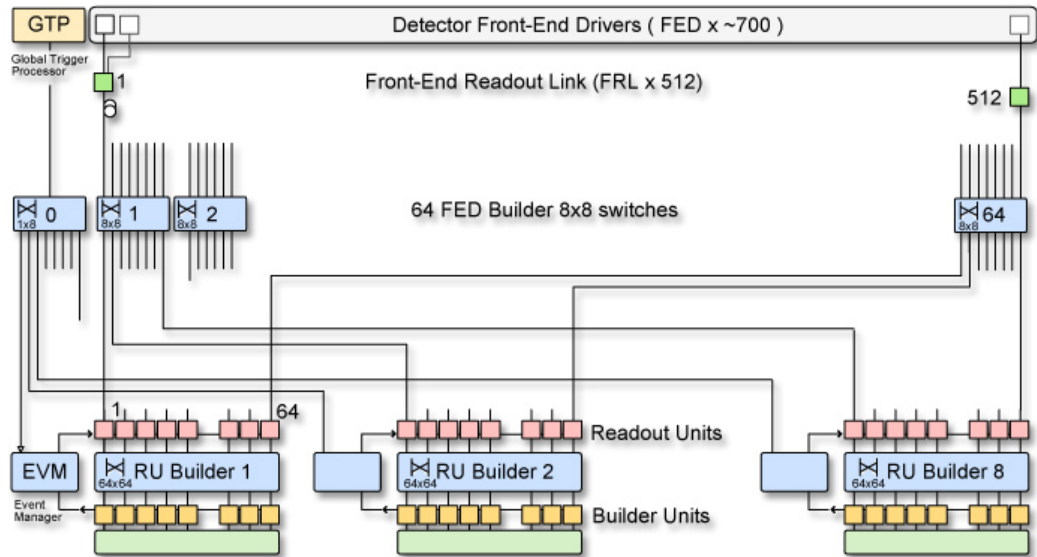 GTP
Detector Front-End Drivers ( FED x ~700 )
Global Trigger
Processor
1
Front-End Readout Link (FRL x 512)
512
0
1x8
1
8x8
2
8x8
64 FED Builder 8x8 switches
64
8x8
1
64
Readout Units
EVM
RU Builder 1
64x64
RU Builder 2
64x64
RU Builder 8
64x64
Event
Manager
Builder Units